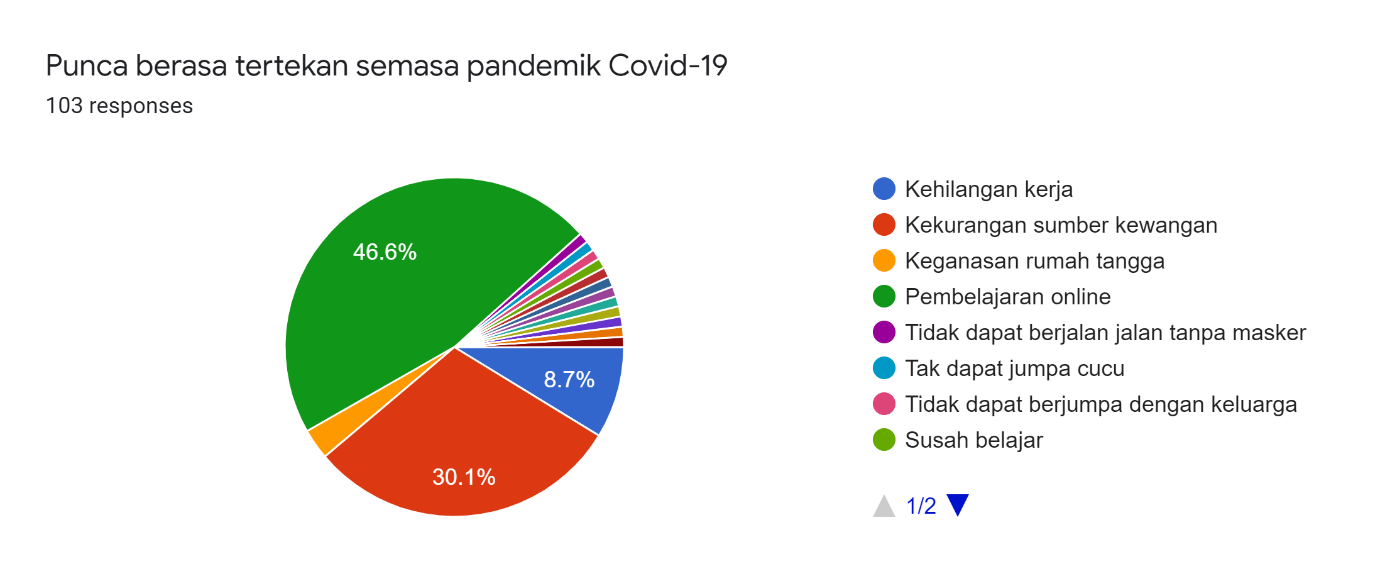 Punca berasa tertekan semasa pandemik Covid-19
103 responses
46.6%
8.7%
30.1%
Kehilangan kerja
Kekurangan sumber kewangan
Keganasan rumah tangga
Pembelajaran online
Tidak dapat berjalan jalan tanpa masker
Tak dapat jumpa cucu
Tidak dapat berjumpa dengan keluarga
Susah belajar
1/2